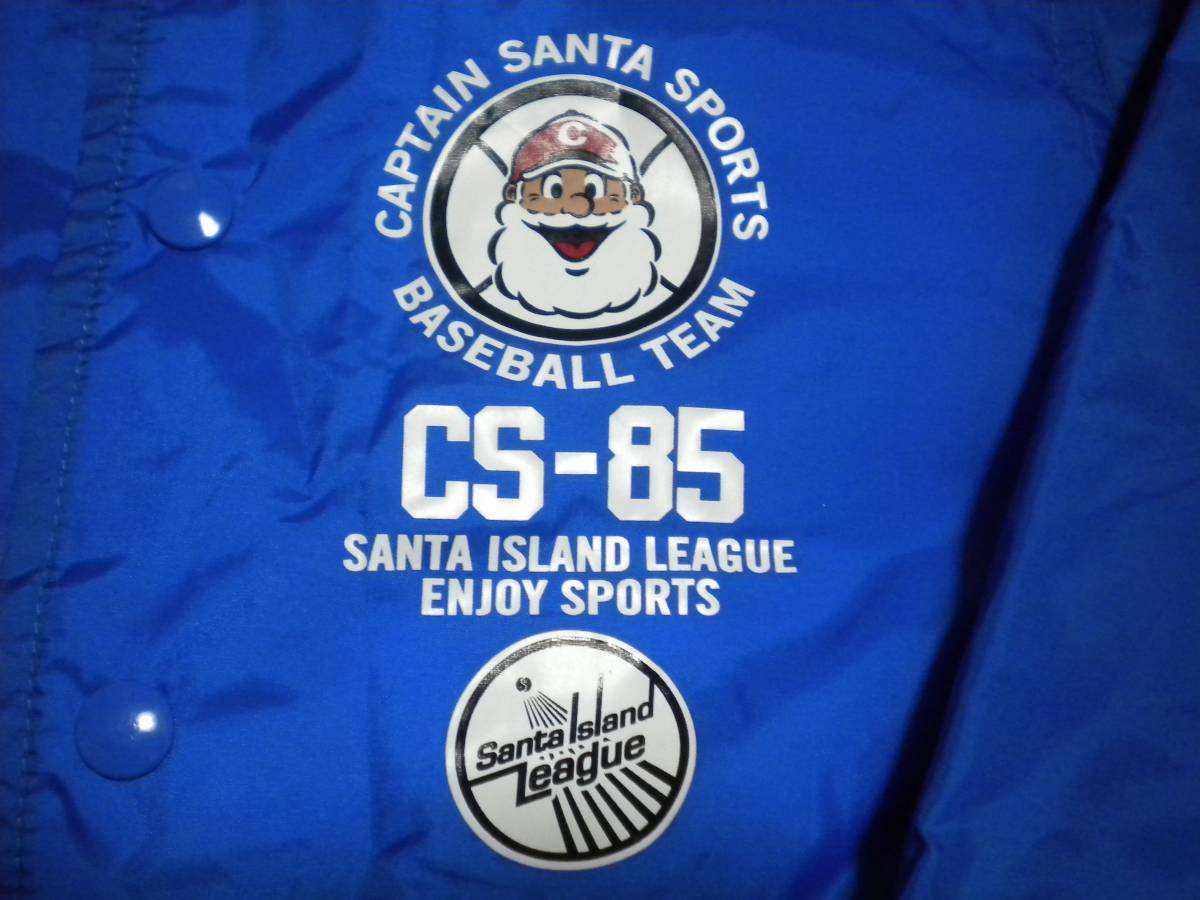 CAPTAIN SANTA SPORTS
C
BASEBALL TEAM
CS-85
SANTA ISLAND LEAGUE
ENJOY SPORTS
Santa Island
League